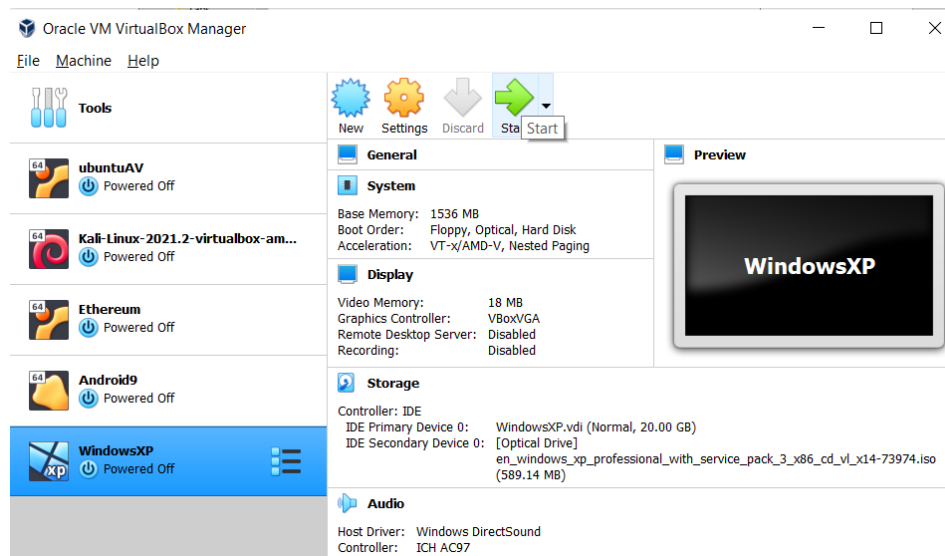 Oracle VM VirtualBox Manager
File Machine Help
Tools
64
ubuntuAV
Powered Off
64
Kali-Linux-2021.2-virtualbox-am...
Powered Off
64
Ethereum
Powered Off
64
Android9
Powered Off
xp
WindowsXP
Powered Off
New Settings Discard Sta Start
General
System
Base Memory: 1536 MB
Boot Order: Floppy, Optical, Hard Disk
Acceleration: VT-x/AMD-V, Nested Paging
Display
Video Memory: 18 MB
Graphics Controller: VBoxVGA
Remote Desktop Server: Disabled
Recording: Disabled
Preview
WindowsXP
Storage
Controller: IDE
IDE Primary Device 0: WindowsXP.vdi (Normal, 20.00 GB)
IDE Secondary Device 0: [Optical Drive]
en_windows_xp_professional_with_service_pack_3_x86_cd_vl_x14-73974.iso
(589.14 MB)
Audio
Host Driver: Windows DirectSound
Controller: ICH AC97